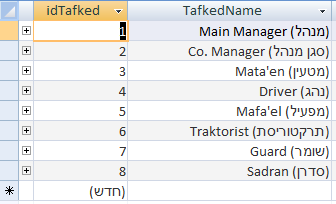 idTafked TafkedName
1 Main Manager (מנהל)
2 Co. Manager (סגן מנהל)
3 Mata'en (מטעין)
4 Driver (נהג)
5 Mafa'el (מפעיל)
6 Traktorist (תרקטוריסת)
7 Guard (שומר)
8 Sadran (סדרן)
(חדש)